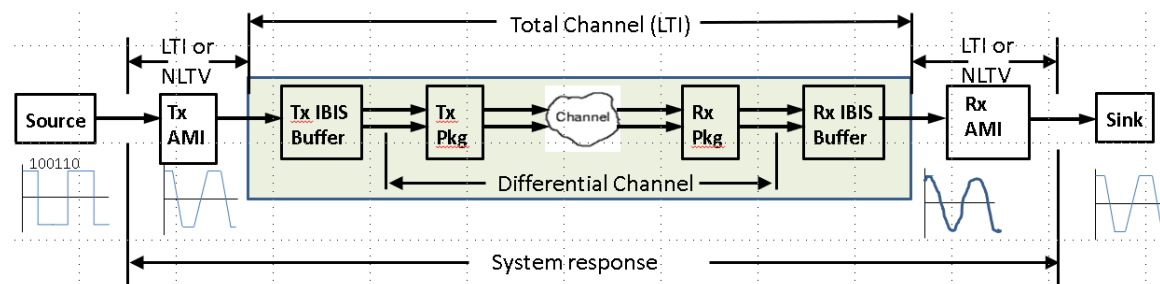 Total Channel (LTI)
LTI or
NLTV
LTI or
NLTV
Source
Tx
AMI
Tx IBIS
Buffer
Tx
Pkg
Channel
Rx
Pkg
Rx IBIS
Buffer
Rx
AMI
Sink
100110
Differential Channel
System response